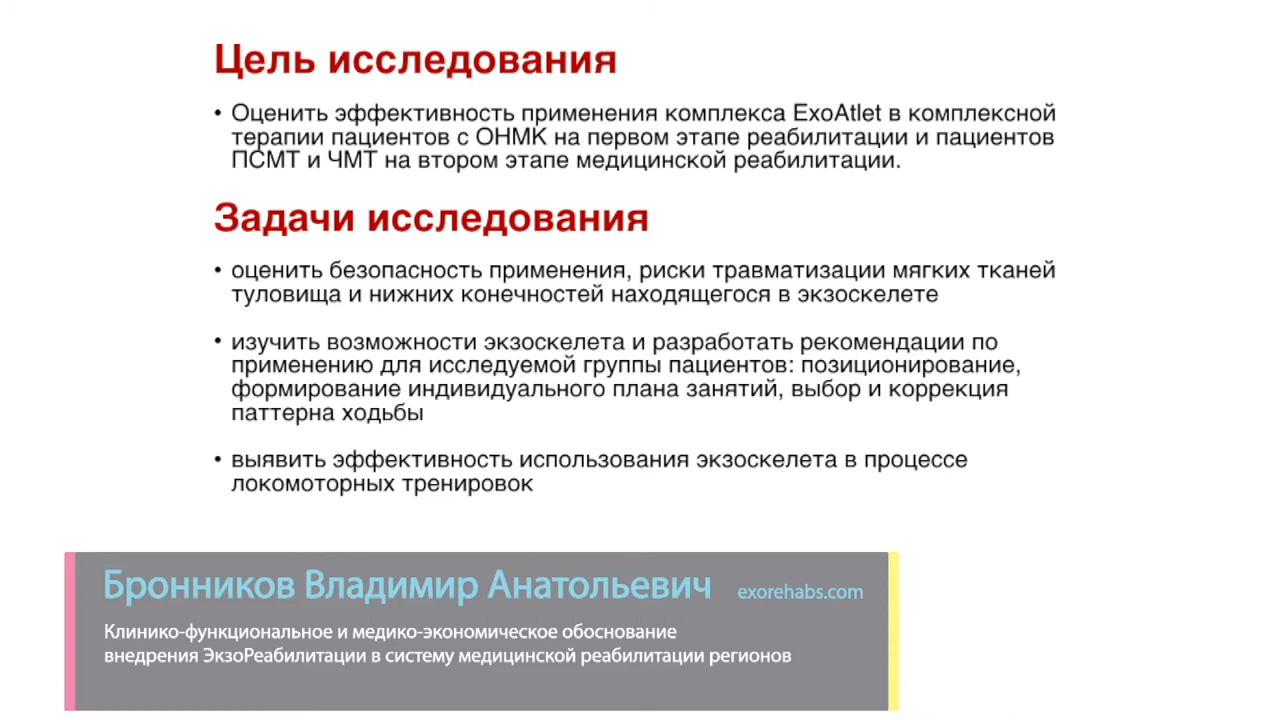 Цель исследования
• Оценить эффективность применения комплекса ExoAtlet в комплексной
терапии пациентов с ОНМК на первом этапе реабилитации и пациентов
ПСМТ и ЧМТ на втором этапе медицинской реабилитации.
Задачи исследования
• оценить безопасность применения, риски травматизации мягких тканей
туловища и нижних конечностей находящегося в экзоскелете
• изучить возможности экзоскелета и разработать рекомендации по
применению для исследуемой группы пациентов: позиционирование,
формирование индивидуального плана занятий, выбор и коррекция
паттерна ходьбы
• выявить эффективность использования экзоскелета в процессе
локомоторных тренировок
Бронников Владимир Анатольевич exorehabs.com
Клинико-функциональное и медико-экономическое обоснование
внедрения ЭкзоРеабилитации в систему медицинской реабилитации регионов